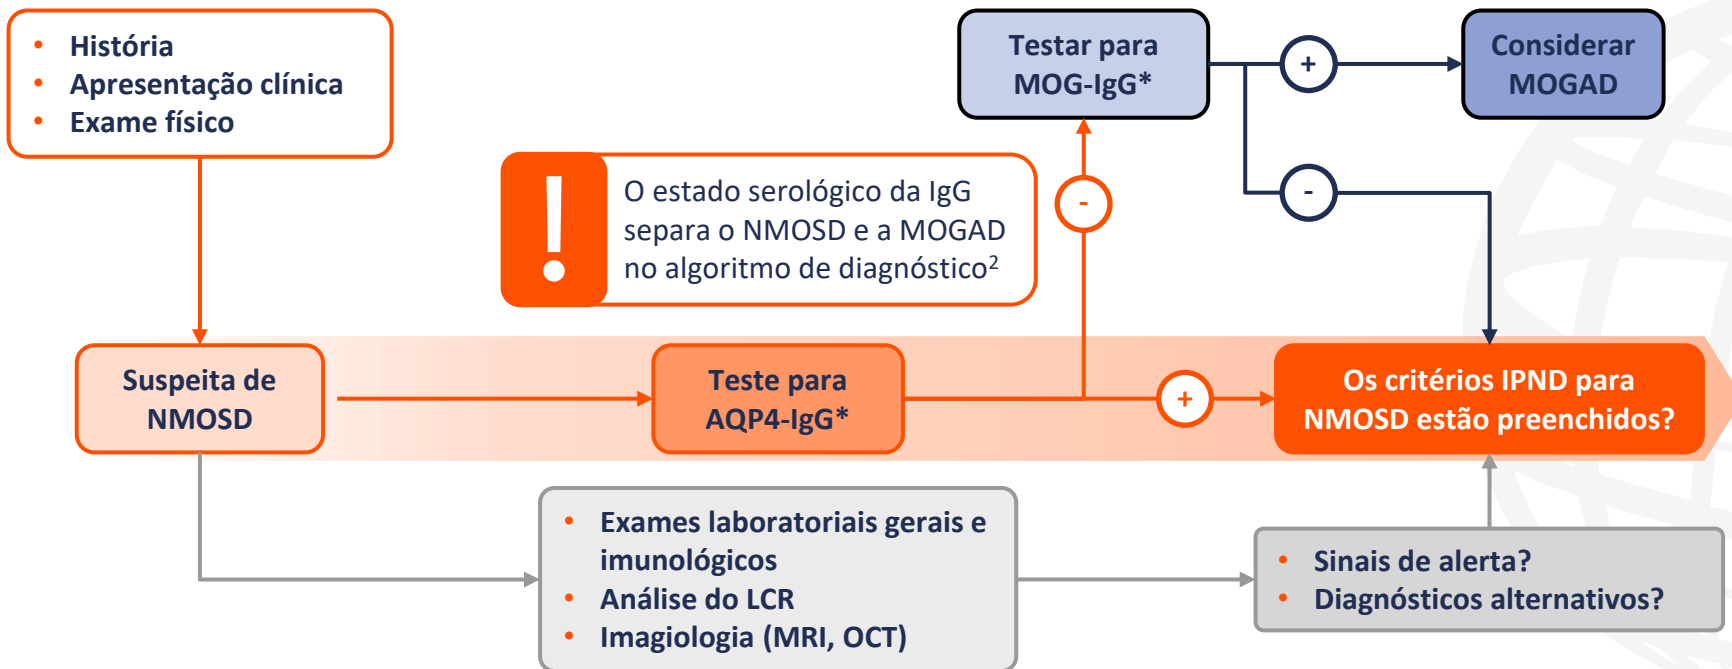 • História
• Apresentação clínica
• Exame físico
Testar para
MOG-IgG*
+
Considerar
MOGAD
-
-
!
O estado serológico da IgG
separa o NMOSD e a MOGAD
no algoritmo de diagnóstico²
Suspeita de
NMOSD
Teste para
AQP4-IgG*
+
Os critérios IPND para
NMOSD estão preenchidos?
• Exames laboratoriais gerais e
imunológicos
• Análise do LCR
• Imagiologia (MRI, OCT)
• Sinais de alerta?
• Diagnósticos alternativos?